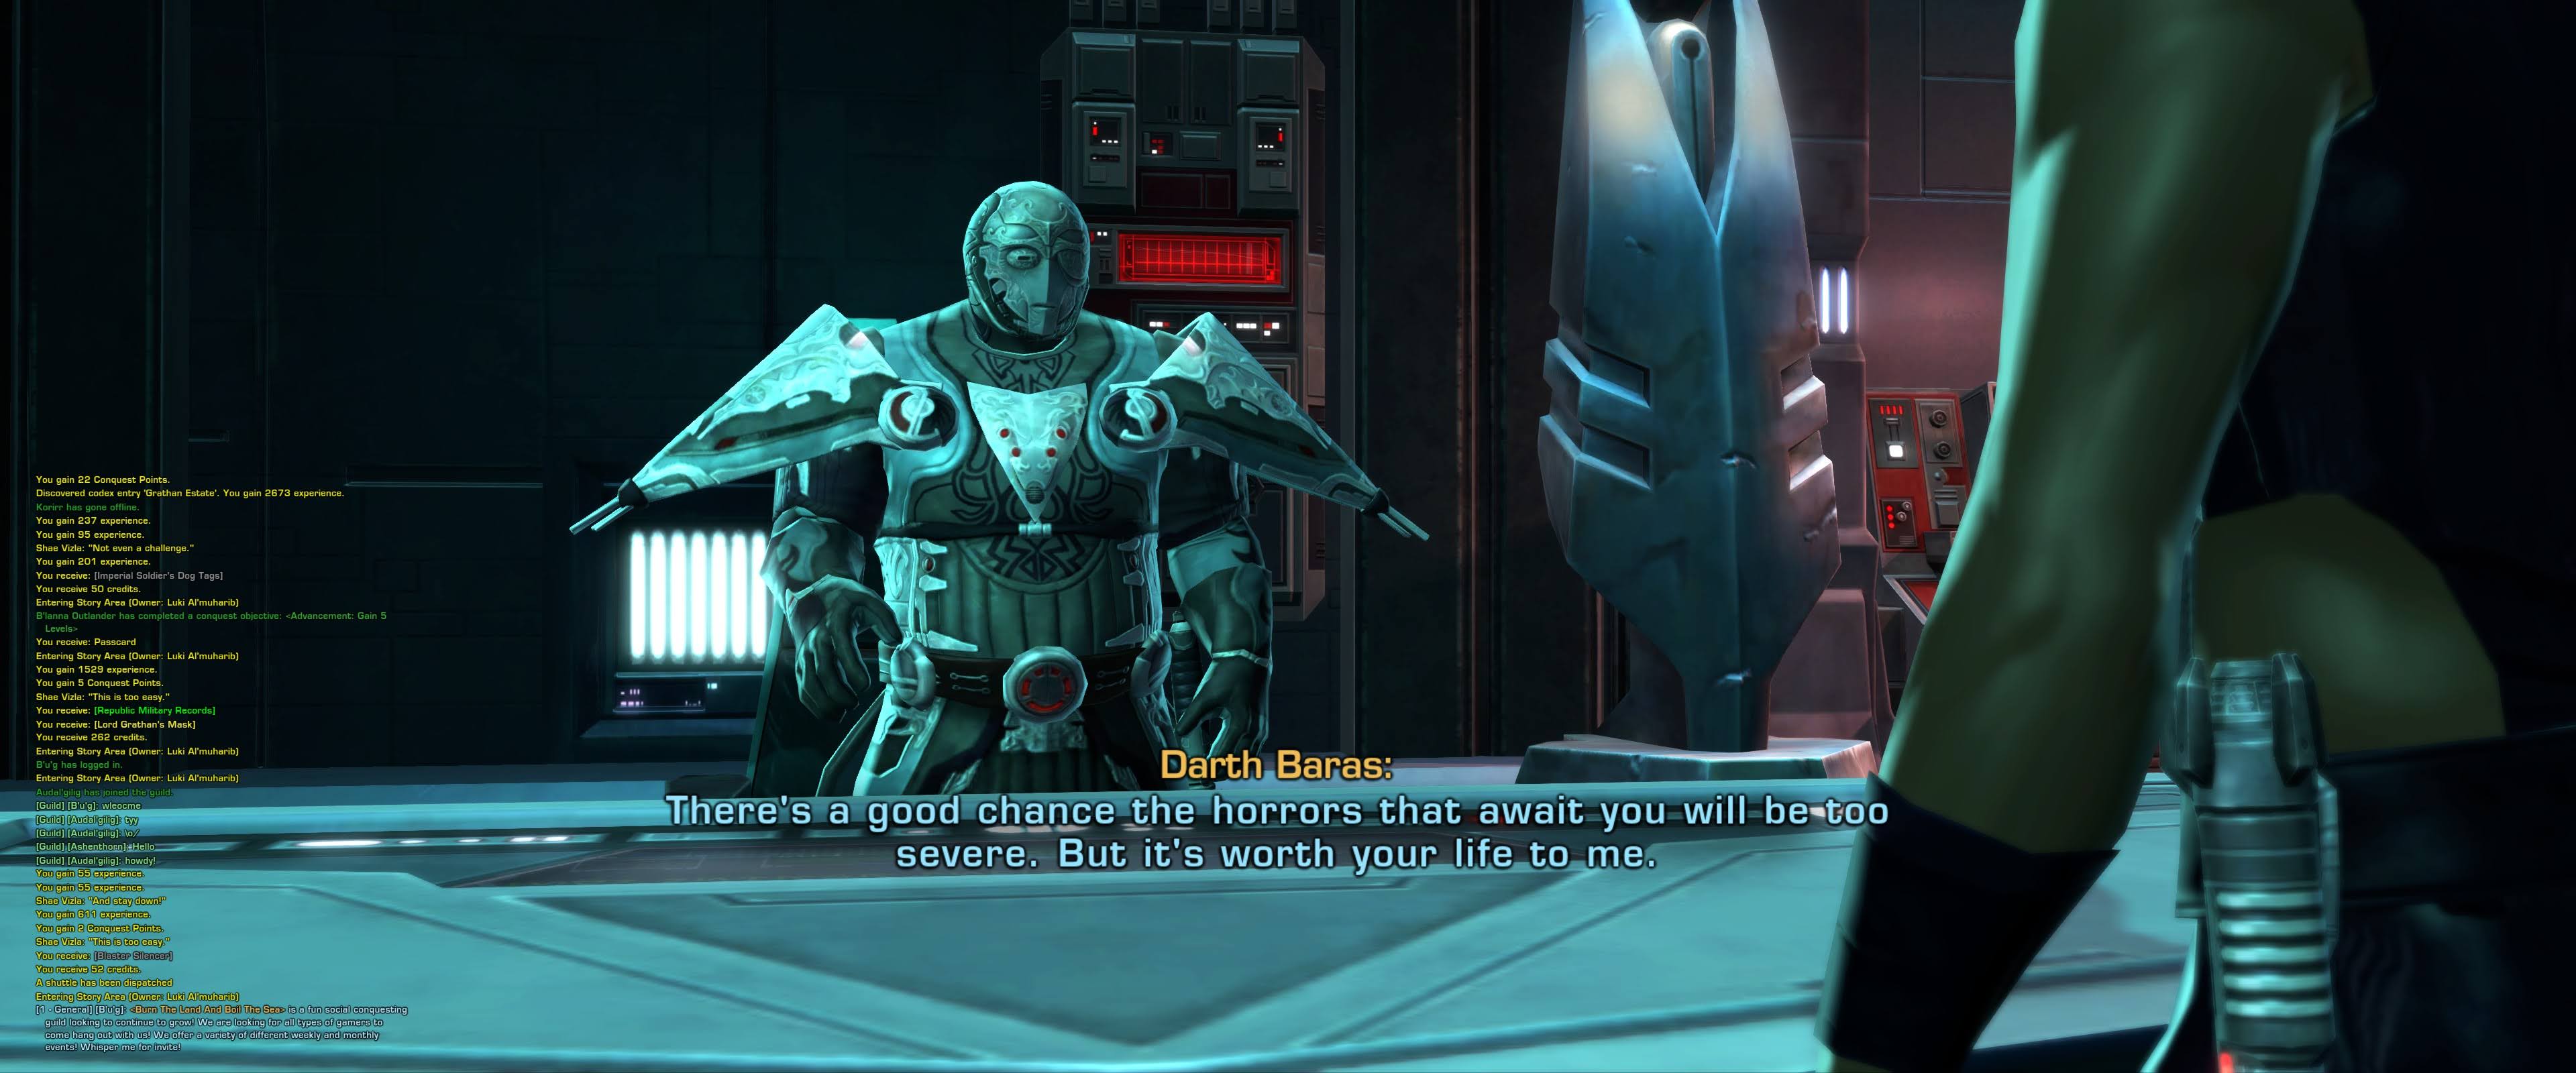 You gain 22 Conquest Points.
Discovered codex entry 'Grathan Estate'. You gain 2673 experience.
Korirr has gone offline.
You gain 237 experience.
You gain 95 experience.
Shae Vizla: "Not even a challenge."
You gain 201 experience.
You receive: [Imperial Soldier's Dog Tags]
You receive 50 credits.
Entering Story Area (Owner: Luki Al'muharib)
B'lanna Outlander has completed a conquest objective: <Advancement: Gain 5
Levels>
You receive: Passcard
Entering Story Area (Owner: Luki Al'muharib)
You gain 1529 experience.
You gain 5 Conquest Points.
Shae Vizla: "This is too easy."
You receive: [Republic Military Records]
You receive: [Lord Grathan's Mask]
You receive 262 credits.
Entering Story Area (Owner: Luki Al'muharib)
B'u'g has logged in.
Entering Story Area (Owner: Luki Al'muharib)
Audal'gilig has joined the guild.
[Guild] [B'u'g]: wleocme
[Guild] [Audal'gilig]: tyy
[Guild] [Audal'gilig]: \o/
[Guild] [Ashenthorn]: Hello
[Guild] [Audal'gilig]: howdy!
You gain 55 experience.
You gain 55 experience.
Shae Vizla: "And stay down!"
You gain 611 experience.
You gain 2 Conquest Points.
Shae Vizla: "This is too easy."
You receive: [Blaster Silencer]
You receive 52 credits.
A shuttle has been dispatched
Entering Story Area (Owner: Luki Al'muharib)
[1 - General] [B'u'g]: <Burn The Land And Boil The Sea> is a fun social conquesting
guild looking to continue to grow! We are looking for all types of gamers to
come hang out with us! We offer a variety of different weekly and monthly
events! Whisper me for invite!
Darth Baras:
There's a good chance the horrors that await you will be too
severe. But it's worth your life to me.